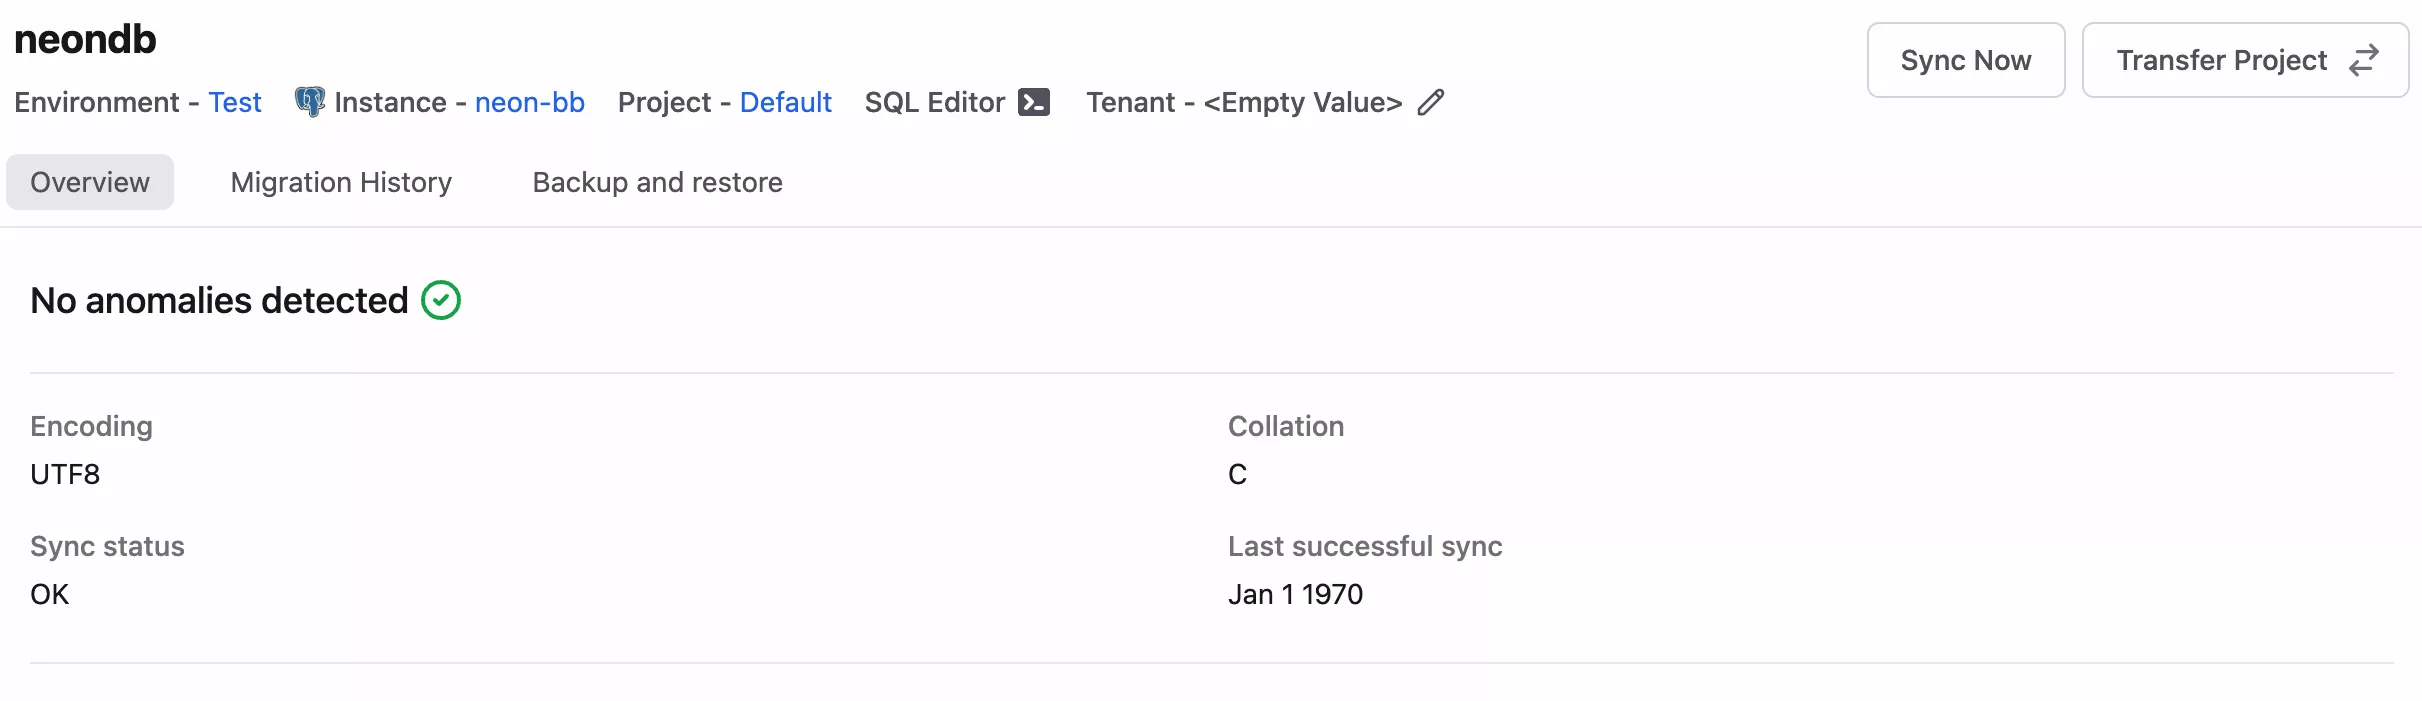 neondb
Sync Now
Transfer Project
Environment - Test Instance - neon-bb Project - Default SQL Editor Tenant - <Empty Value>
Overview Migration History Backup and restore
No anomalies detected
Encoding
UTF8
Collation
C
Sync status
OK
Last successful sync
Jan 1 1970